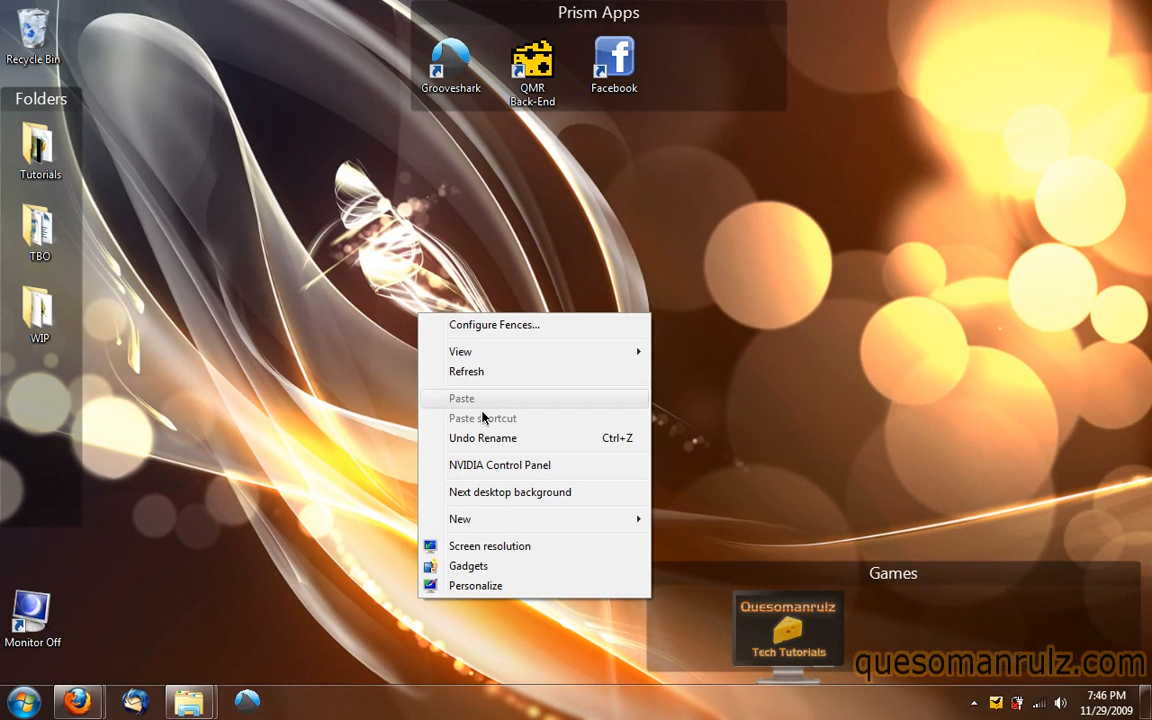 Prism Apps
Recycle Bin
Grooveshark
QMR
Back-End
Facebook
Folders
Tutorials
TBO
WIP
Configure Fences...
View
Refresh
Paste
Paste shortcut
Undo Rename Ctrl+Z
NVIDIA Control Panel
Next desktop background
New
Screen resolution
Gadgets
Personalize
Games
Quesomanrulz
Tech Tutorials
quesomanrulz.com
Monitor Off
7:46 PM
11/29/2009